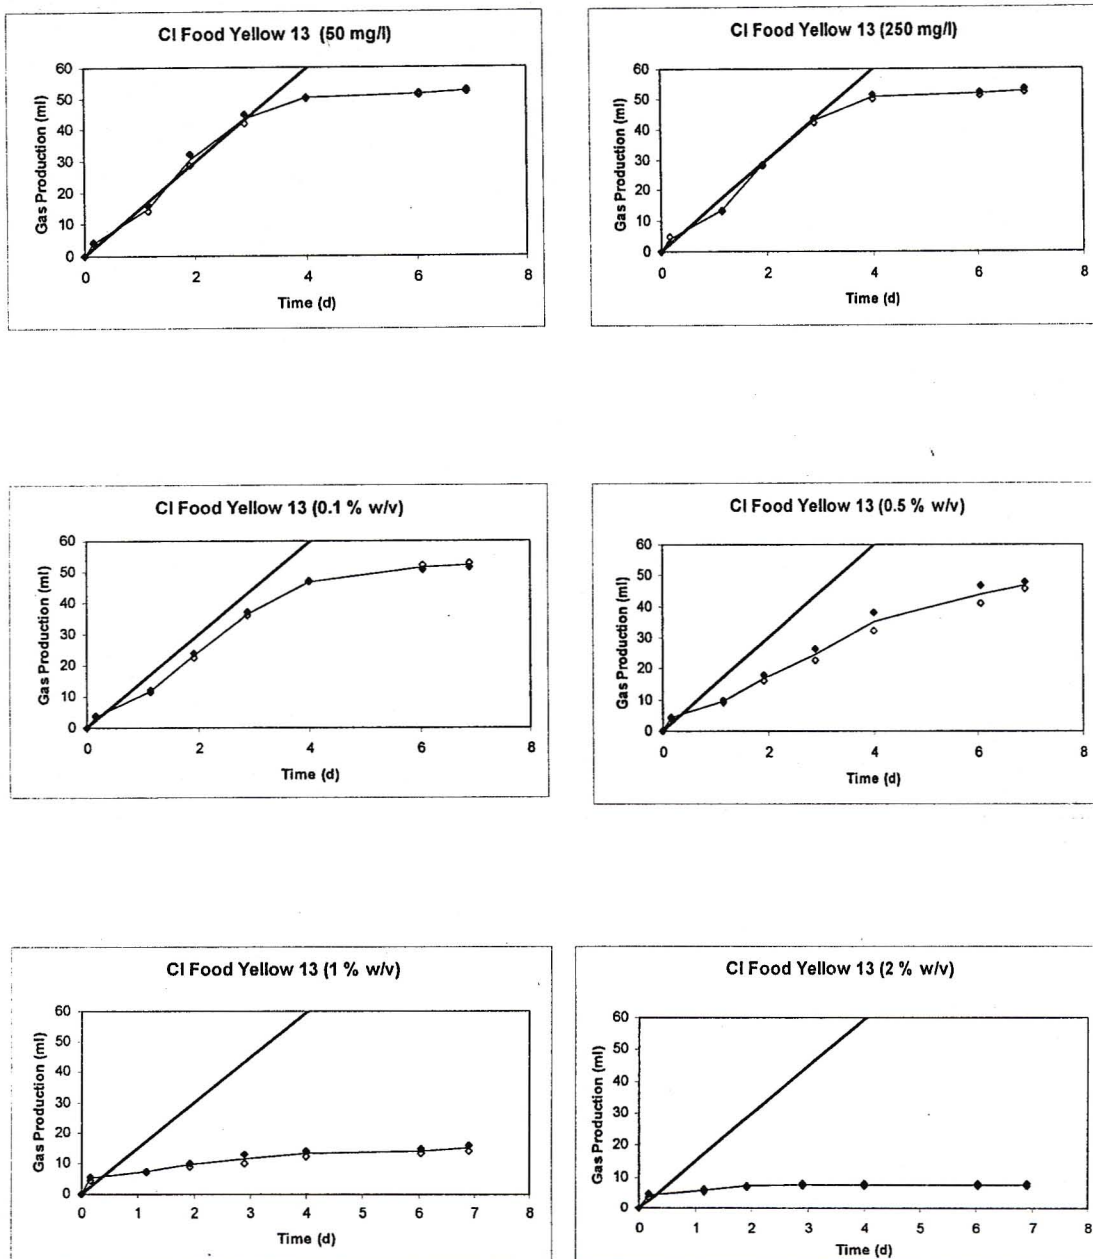 CI Food Yellow 13 (50 mg/l)
Gas Production (ml)
60
50
40
30
20
10
0
0 2 4 6 8
Time (d)
CI Food Yellow 13 (250 mg/l)
Gas Production (ml)
60
50
40
30
20
10
0
0 2 4 6 8
Time (d)
CI Food Yellow 13 (0.1 % w/v)
Gas Production (ml)
60
50
40
30
20
10
0
0 2 4 6 8
Time (d)
CI Food Yellow 13 (0.5 % w/v)
Gas Production (ml)
60
50
40
30
20
10
0
0 2 4 6 8
Time (d)
CI Food Yellow 13 (1 % w/v)
Gas Production (ml)
60
50
40
30
20
10
0
0 1 2 3 4 5 6 7 8
Time (d)
CI Food Yellow 13 (2 % w/v)
Gas Production (ml)
60
50
40
30
20
10
0
0 1 2 3 4 5 6 7 8
Time (d)